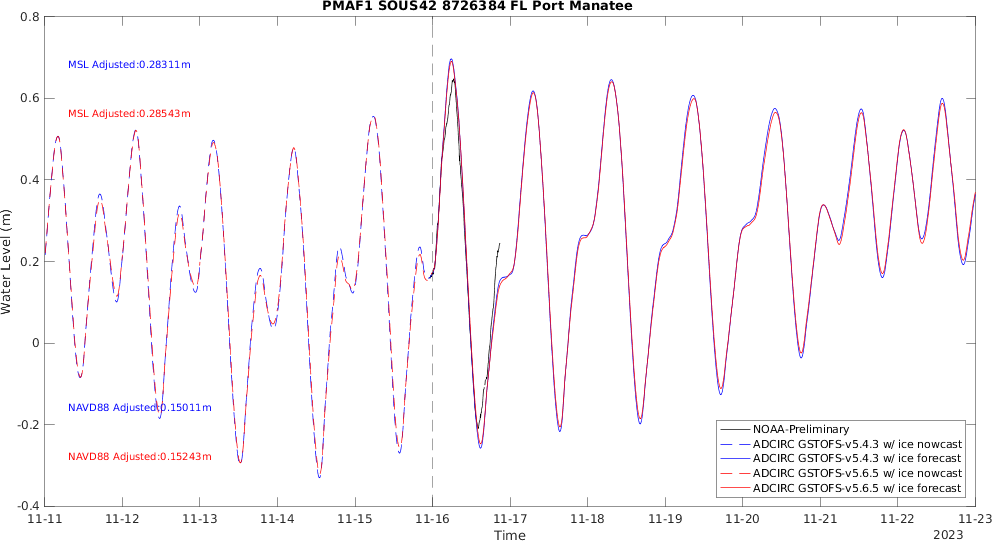 PMAF1 SOUS42 8726384 FL Port Manatee
0.8
0.6
0.4
0.2
0
-0.2
-0.4
Water Level (m)
MSL Adjusted:0.28311m
MSL Adjusted:0.28543m
NAVD88 Adjusted:0.15011m
NAVD88 Adjusted:0.15243m
NOAA-Preliminary
ADCIRC GSTOFS-v5.4.3 w/ ice nowcast
ADCIRC GSTOFS-v5.4.3 w/ ice forecast
ADCIRC GSTOFS-v5.6.5 w/ ice nowcast
ADCIRC GSTOFS-v5.6.5 w/ ice forecast
11-11 11-12 11-13 11-14 11-15 11-16 11-17 11-18 11-19 11-20 11-21 11-22 11-23
Time
2023